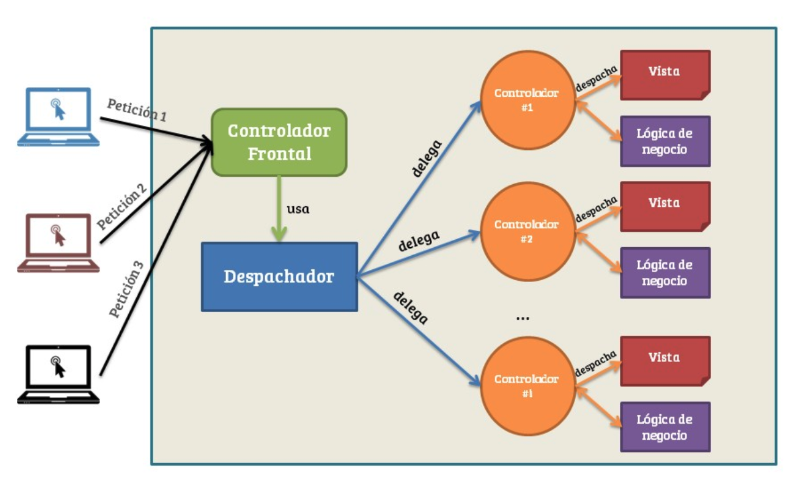 Petición 1
Petición 2
Petición 3
Controlador
Frontal
usa
Despachador
delega
delega
delega
Controlador
#1
despacha
Vista
Lógica de
negocio
Controlador
#2
despacha
Vista
Lógica de
negocio
...
Controlador
#i
despacha
Vista
Lógica de
negocio